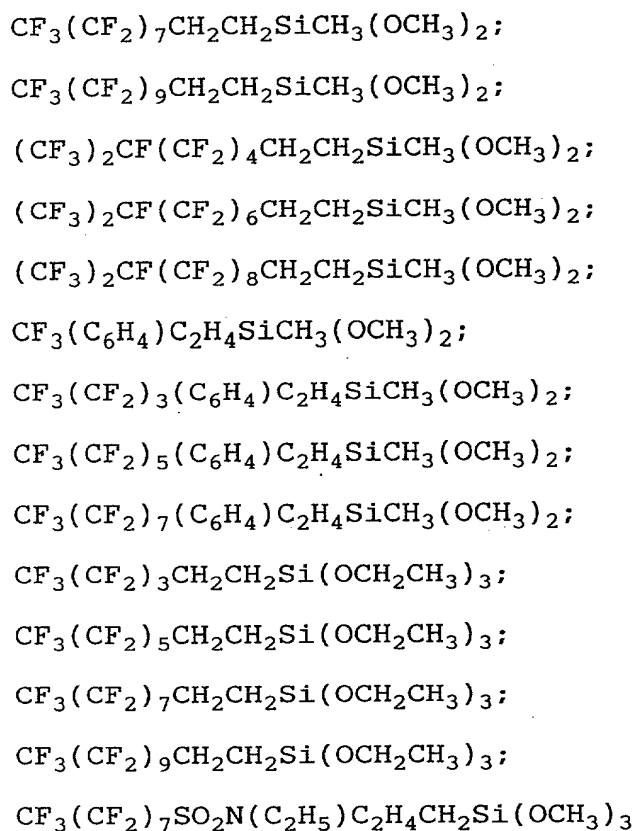 CF₃(CF₂)₇CH₂CH₂SiCH₃(OCH₃)₂;
CF₃(CF₂)₉CH₂CH₂SiCH₃(OCH₃)₂;
(CF₃)₂CF(CF₂)₄CH₂CH₂SiCH₃(OCH₃)₂;
(CF₃)₂CF(CF₂)₆CH₂CH₂SiCH₃(OCH₃)₂;
(CF₃)₂CF(CF₂)₈CH₂CH₂SiCH₃(OCH₃)₂;
CF₃(C₆H₄)C₂H₄SiCH₃(OCH₃)₂;
CF₃(CF₂)₃(C₆H₄)C₂H₄SiCH₃(OCH₃)₂;
CF₃(CF₂)₅(C₆H₄)C₂H₄SiCH₃(OCH₃)₂;
CF₃(CF₂)₇(C₆H₄)C₂H₄SiCH₃(OCH₃)₂;
CF₃(CF₂)₃CH₂CH₂Si(OCH₂CH₃)₃;
CF₃(CF₂)₅CH₂CH₂Si(OCH₂CH₃)₃;
CF₃(CF₂)₇CH₂CH₂Si(OCH₂CH₃)₃;
CF₃(CF₂)₉CH₂CH₂Si(OCH₂CH₃)₃;
CF₃(CF₂)₇SO₂N(C₂H₅)C₂H₄CH₂Si(OCH₃)₃